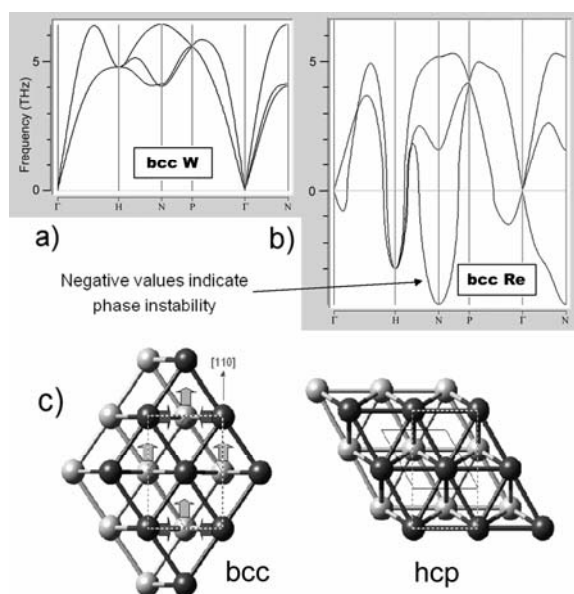 Frequency (THz)
5
0
Γ H N P Γ N
bcc W
a)
5
0
Γ H N P Γ N
bcc Re
b)
Negative values indicate
phase instability
c)
[110]
bcc
hcp